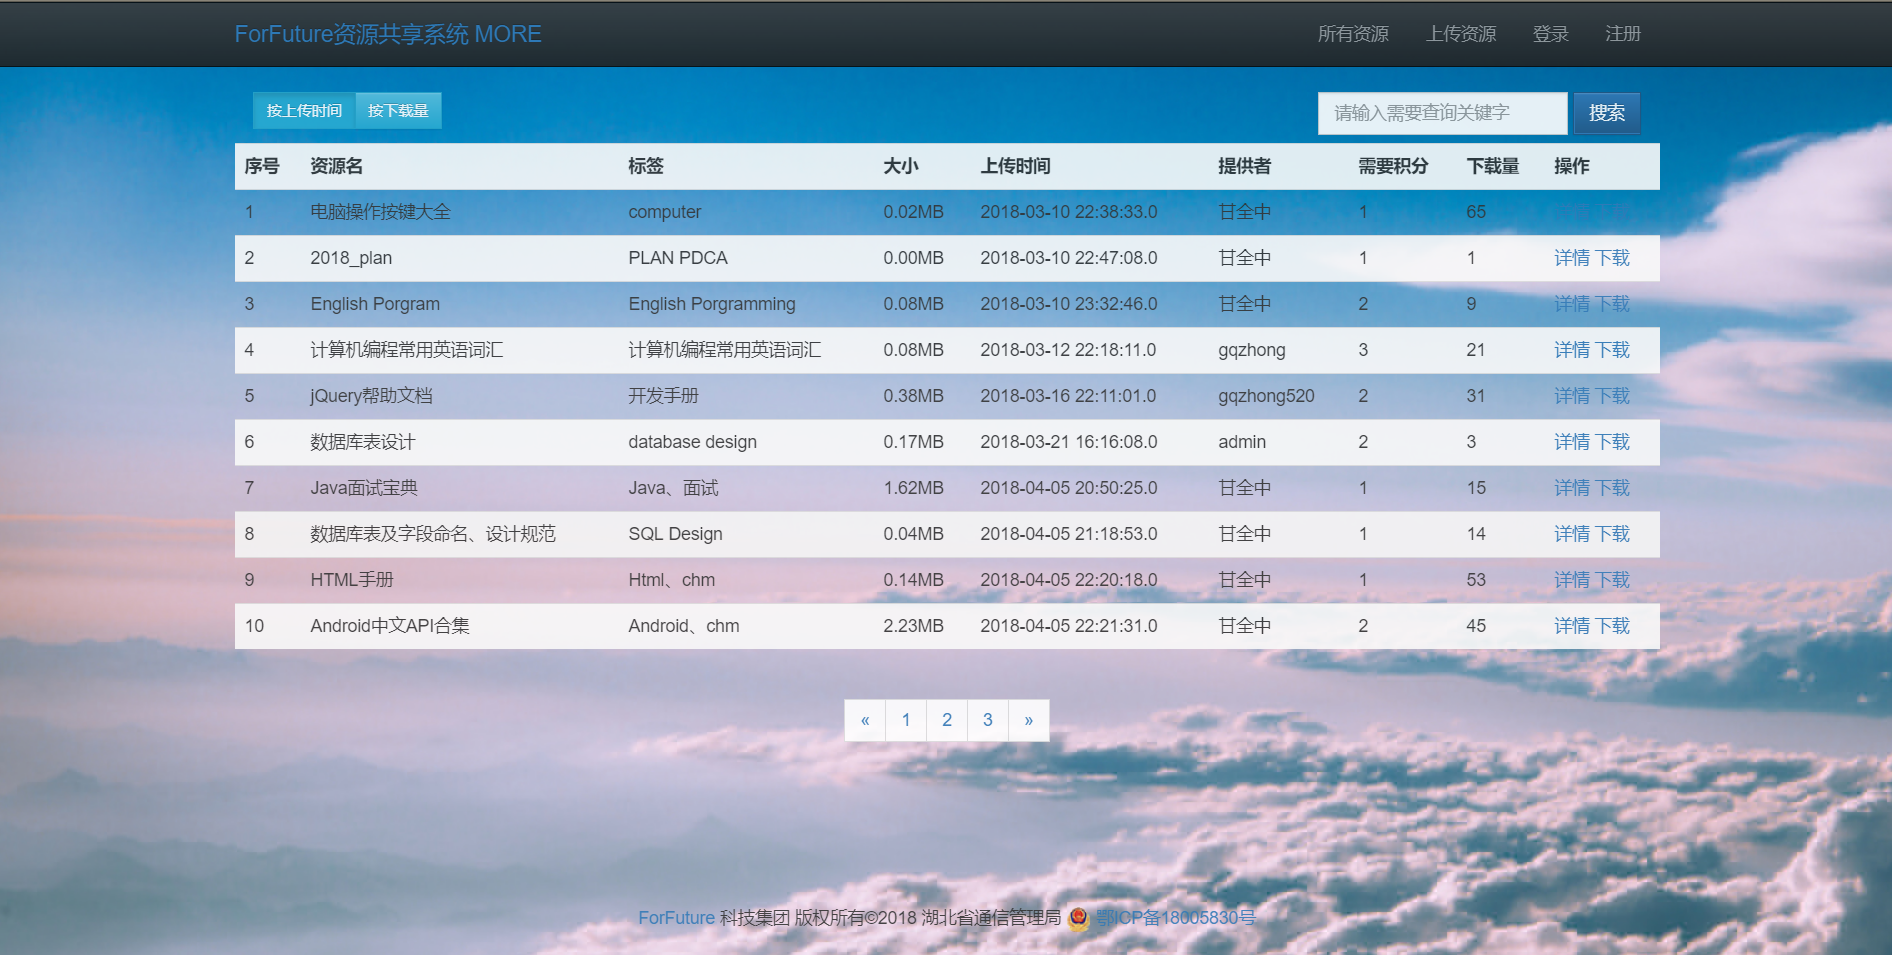 ForFuture资源共享系统 MORE 所有资源 上传资源 登录 注册
按上传时间 按下载量 请输入需要查询关键字 搜索
序号 资源名 标签 大小 上传时间 提供者 需要积分 下载量 操作
1 电脑操作按键大全 computer 0.02MB 2018-03-10 22:38:33.0 甘全中 1 65 详情 下载
2 2018_plan PLAN PDCA 0.00MB 2018-03-10 22:47:08.0 甘全中 1 1 详情 下载
3 English Porgram English Porgramming 0.08MB 2018-03-10 23:32:46.0 甘全中 2 9 详情 下载
4 计算机编程常用英语词汇 计算机编程常用英语词汇 0.08MB 2018-03-12 22:18:11.0 gqzhong 3 21 详情 下载
5 jQuery帮助文档 开发手册 0.38MB 2018-03-16 22:11:01.0 gqzhong520 2 31 详情 下载
6 数据库表设计 database design 0.17MB 2018-03-21 16:16:08.0 admin 2 3 详情 下载
7 Java面试宝典 Java、面试 1.62MB 2018-04-05 20:50:25.0 甘全中 1 15 详情 下载
8 数据库表及字段命名、设计规范 SQL Design 0.04MB 2018-04-05 21:18:53.0 甘全中 1 14 详情 下载
9 HTML手册 Html、chm 0.14MB 2018-04-05 22:20:18.0 甘全中 1 53 详情 下载
10 Android中文API合集 Android、chm 2.23MB 2018-04-05 22:21:31.0 甘全中 2 45 详情 下载
« 1 2 3 »
ForFuture 科技集团 版权所有©2018 湖北省通信管理局 鄂ICP备18005830号